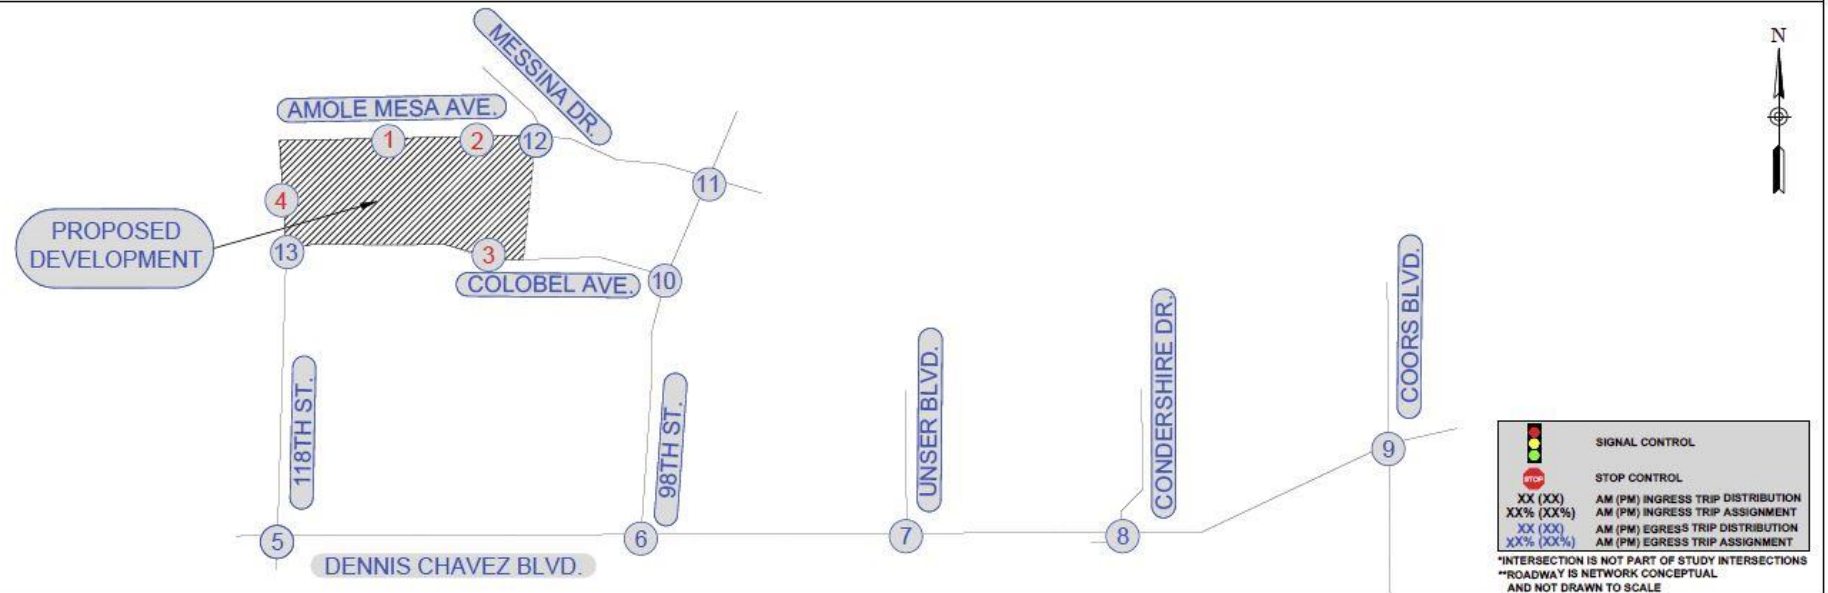 N
MESSINA DR.
AMOLE MESA AVE.
1
2
12
11
4
PROPOSED
DEVELOPMENT
13
3
10
COLOBEL AVE.
118TH ST.
98TH ST.
UNSER BLVD.
CONDERSHIRE DR.
COORS BLVD.
9
5
6
7
8
DENNIS CHAVEZ BLVD.
SIGNAL CONTROL
STOP
STOP CONTROL
XX (XX) AM (PM) INGRESS TRIP DISTRIBUTION
XX% (XX%) AM (PM) INGRESS TRIP ASSIGNMENT
XX (XX) AM (PM) EGRESS TRIP DISTRIBUTION
XX% (XX%) AM (PM) EGRESS TRIP ASSIGNMENT
*INTERSECTION IS NOT PART OF STUDY INTERSECTIONS
**ROADWAY IS NETWORK CONCEPTUAL
AND NOT DRAWN TO SCALE